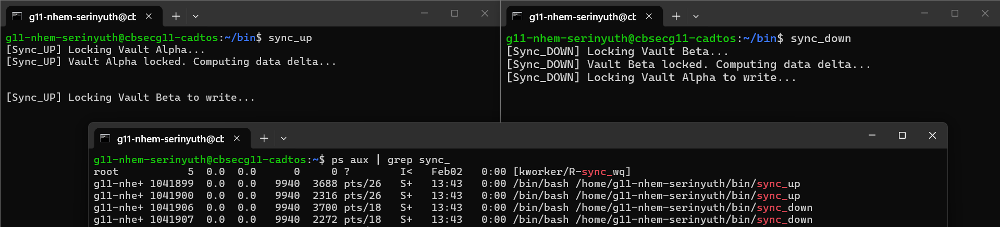 g11-nhem-serinyuth@cb
g11-nhem-serinyuth@cbsecg11-cadtos:~/bin$ sync_up
[Sync_UP] Locking Vault Alpha...
[Sync_UP] Vault Alpha locked. Computing data delta...
[Sync_UP] Locking Vault Beta to write...
g11-nhem-serinyuth@cb
g11-nhem-serinyuth@cbsecg11-cadtos:~/bin$ sync_down
[Sync_DOWN] Locking Vault Beta...
[Sync_DOWN] Vault Beta locked. Computing data delta...
[Sync_DOWN] Locking Vault Alpha to write...
g11-nhem-serinyuth@cb
g11-nhem-serinyuth@cbsecg11-cadtos:~$ ps aux | grep sync_
root           5  0.0  0.0      0     0 ?        I<   Feb02   0:00 [kworker/R-sync_wq]
g11-nhe+ 1041899  0.0  0.0   9940  3688 pts/26   S+   13:43   0:00 /bin/bash /home/g11-nhem-serinyuth/bin/sync_up
g11-nhe+ 1041900  0.0  0.0   9940  2316 pts/26   S+   13:43   0:00 /bin/bash /home/g11-nhem-serinyuth/bin/sync_up
g11-nhe+ 1041906  0.0  0.0   9940  3700 pts/18   S+   13:43   0:00 /bin/bash /home/g11-nhem-serinyuth/bin/sync_down
g11-nhe+ 1041907  0.0  0.0   9940  2272 pts/18   S+   13:43   0:00 /bin/bash /home/g11-nhem-serinyuth/bin/sync_down